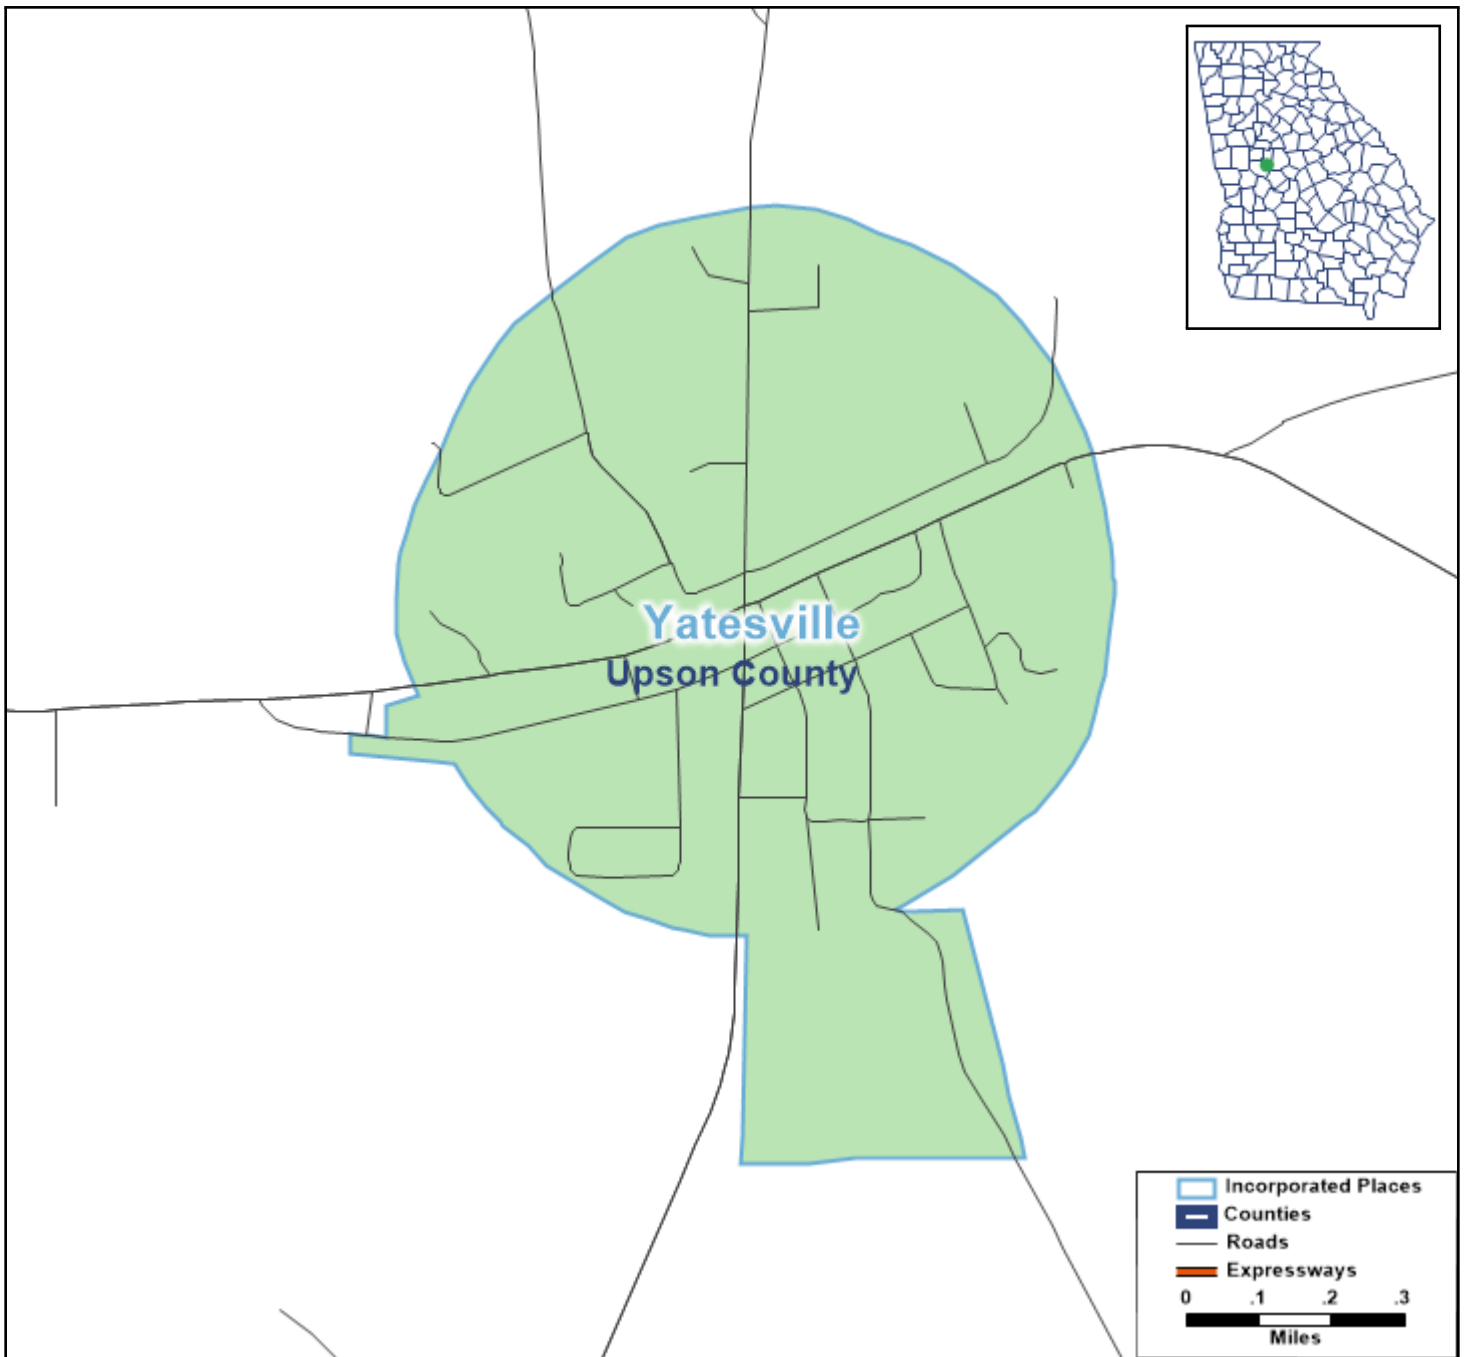 Yatesville
Upson County
Incorporated Places
Counties
Roads
Expressways
0 .1 .2 .3
Miles